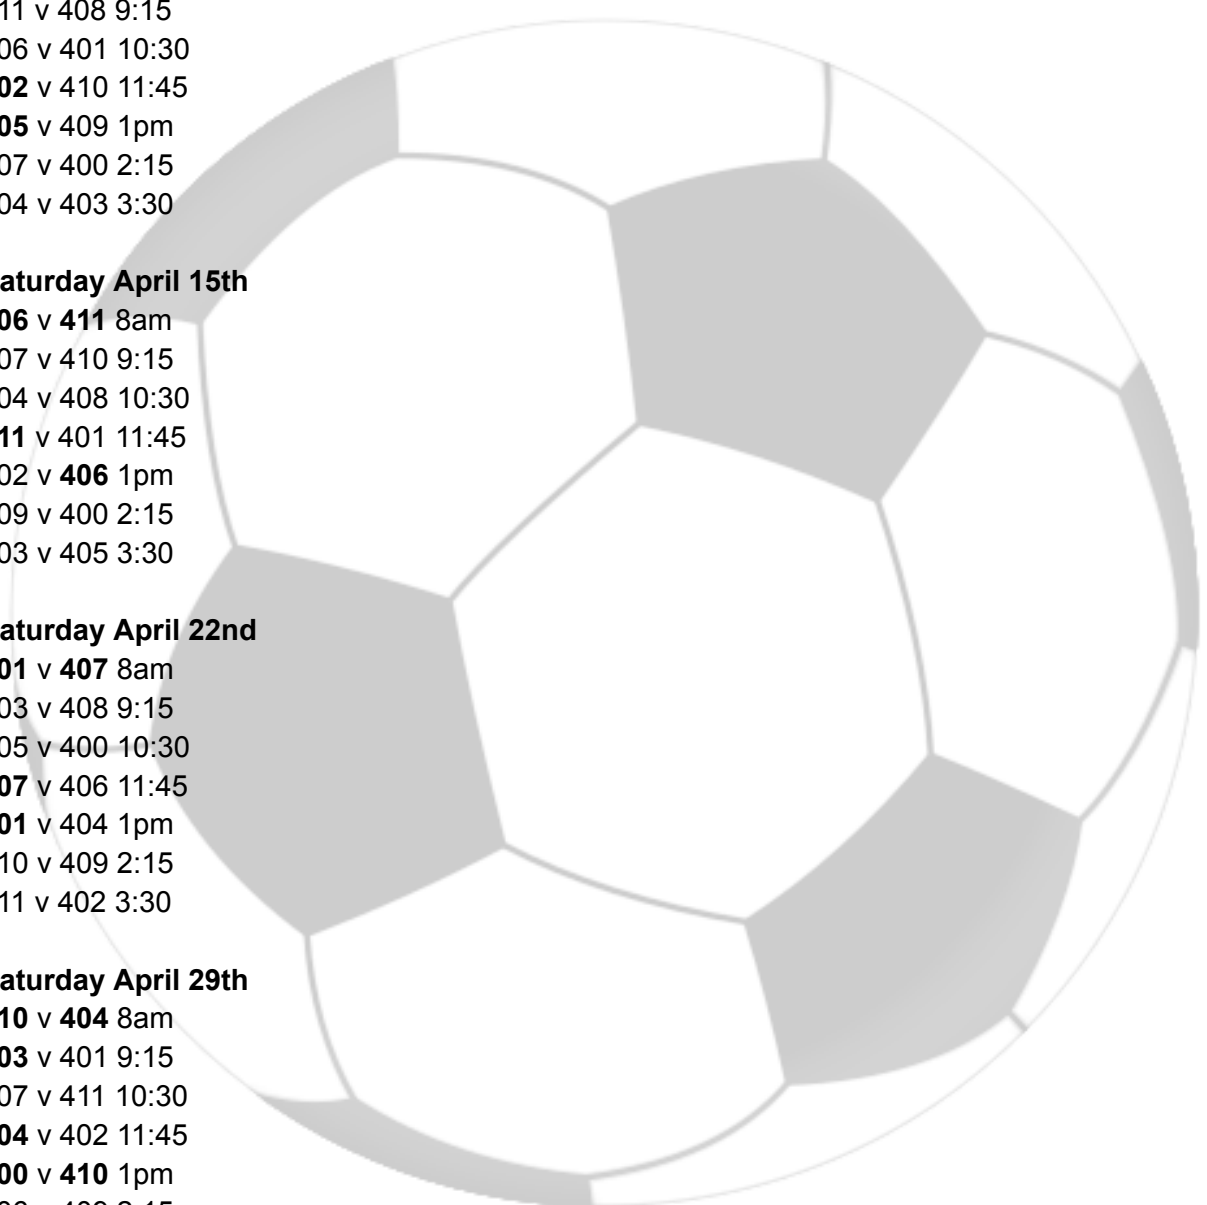 11 v 408 9:15
06 v 401 10:30
02 v 410 11:45
05 v 409 1pm
07 v 400 2:15
04 v 403 3:30
aturday April 15th
06 v 411 8am
07 v 410 9:15
04 v 408 10:30
11 v 401 11:45
02 v 406 1pm
09 v 400 2:15
03 v 405 3:30
aturday April 22nd
01 v 407 8am
03 v 408 9:15
05 v 400 10:30
07 v 406 11:45
01 v 404 1pm
10 v 409 2:15
11 v 402 3:30
aturday April 29th
10 v 404 8am
03 v 401 9:15
07 v 411 10:30
04 v 402 11:45
00 v 410 1pm